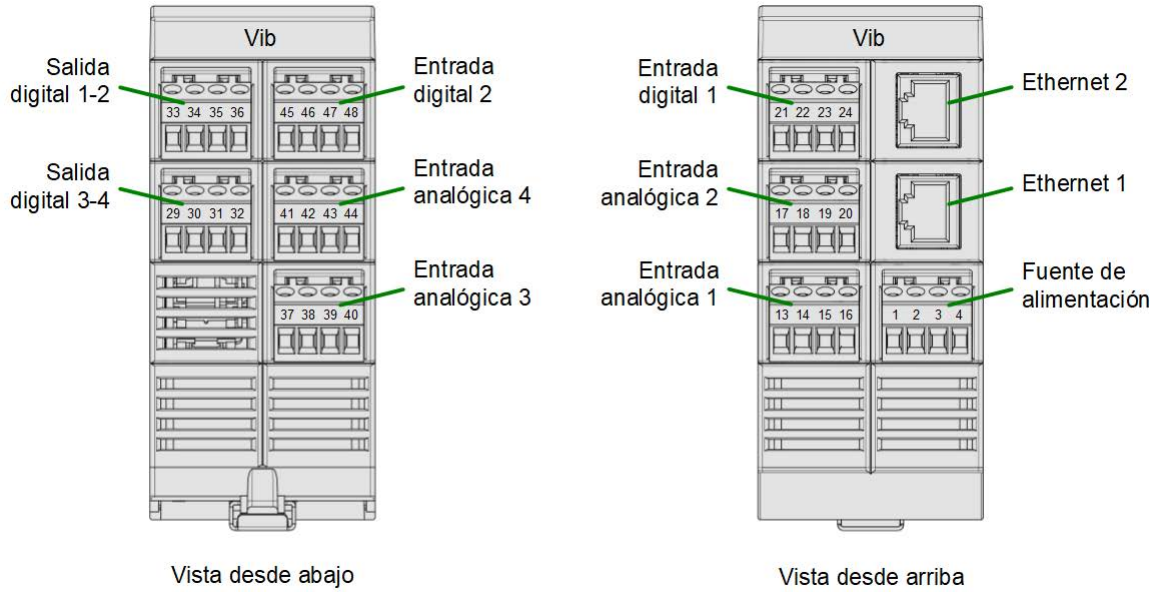 Vib
Salida
digital 1-2
33 34 35 36
45 46 47 48
Entrada
digital 2
Salida
digital 3-4
29 30 31 32
41 42 43 44
Entrada
analógica 4
37 38 39 40
Entrada
analógica 3
Vista desde abajo
Vib
Entrada
digital 1
21 22 23 24
Ethernet 2
Entrada
analógica 2
17 18 19 20
Ethernet 1
Entrada
analógica 1
13 14 15 16
1 2 3 4
Fuente de
alimentación
Vista desde arriba